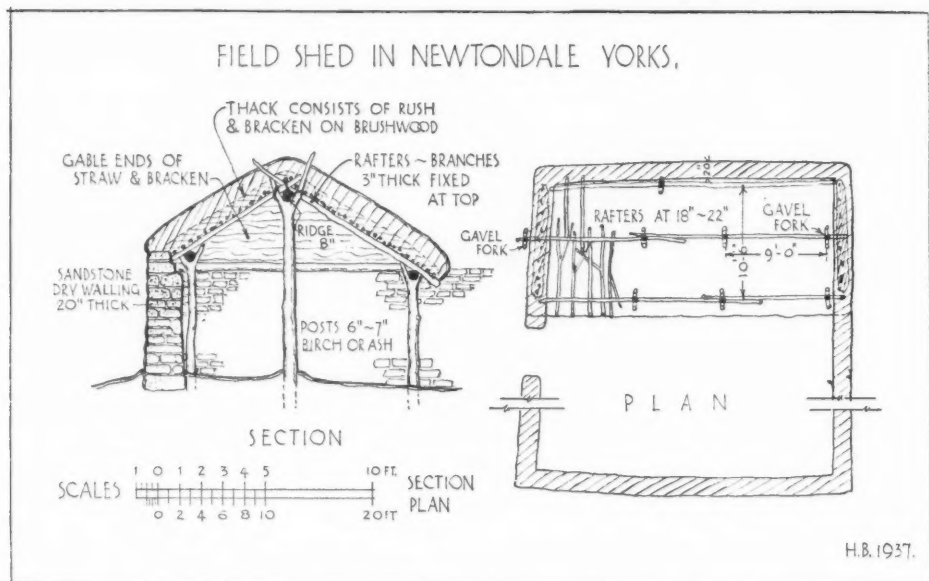 FIELD SHED IN NEWTONDALE YORKS.
THACK CONSISTS OF RUSH
& BRACKEN ON BRUSHWOOD
GABLE ENDS OF
STRAW & BRACKEN
RAFTERS ~ BRANCHES
3" THICK FIXED
AT TOP
RIDGE
8"
SANDSTONE
DRY WALLING
20" THICK
POSTS 6"~7"
BIRCH OR ASH
SECTION
GAVEL
FORK
20"
RAFTERS AT 18"~22"
GAVEL
FORK
10'-6"
9'-0"
PLAN
SCALES
1 0 1 2 3 4 5 10 FT.
SECTION
PLAN
0 2 4 6 8 10 20 FT
H.B. 1937.